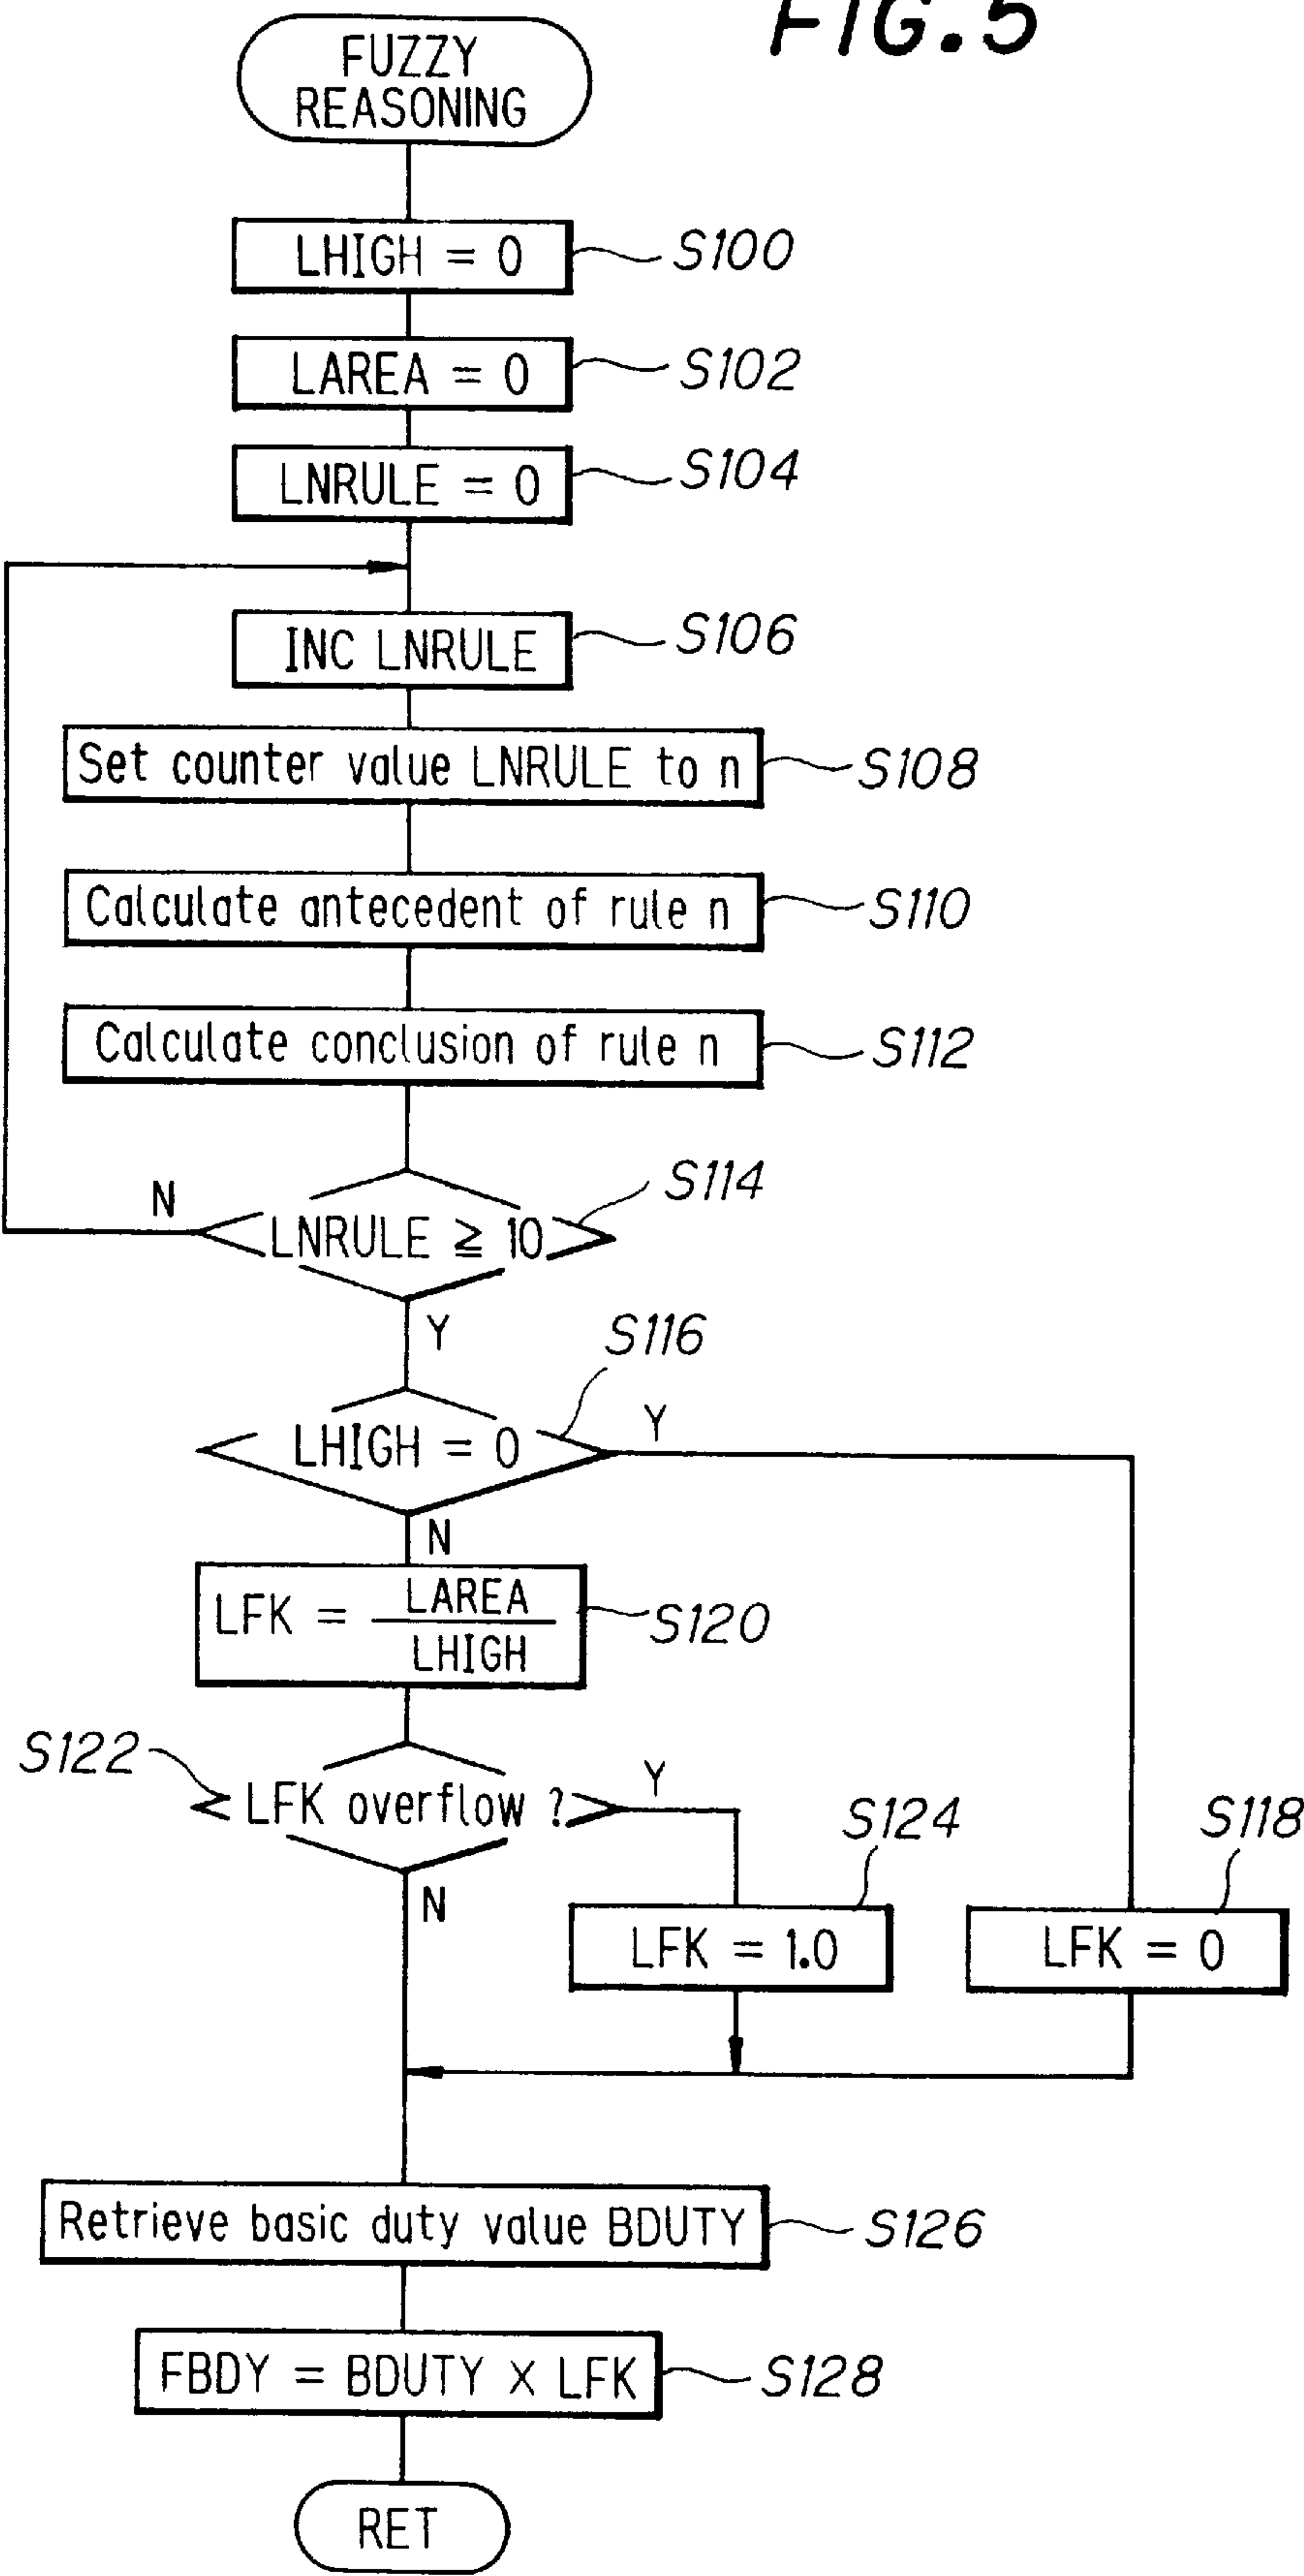 FIG.5
FUZZY
REASONING
LHIGH = 0
S100
LAREA = 0
S102
LNRULE = 0
S104
INC LNRULE
S106
Set counter value LNRULE to n
S108
Calculate antecedent of rule n
S110
Calculate conclusion of rule n
S112
S114
N
LNRULE ≧ 10
Y
S116
LHIGH = 0
Y
N
LFK = LAREA / LHIGH
S120
S122
LFK overflow ?
Y
N
S124
S118
LFK = 1.0
LFK = 0
Retrieve basic duty value BDUTY
S126
FBDY = BDUTY X LFK
S128
RET